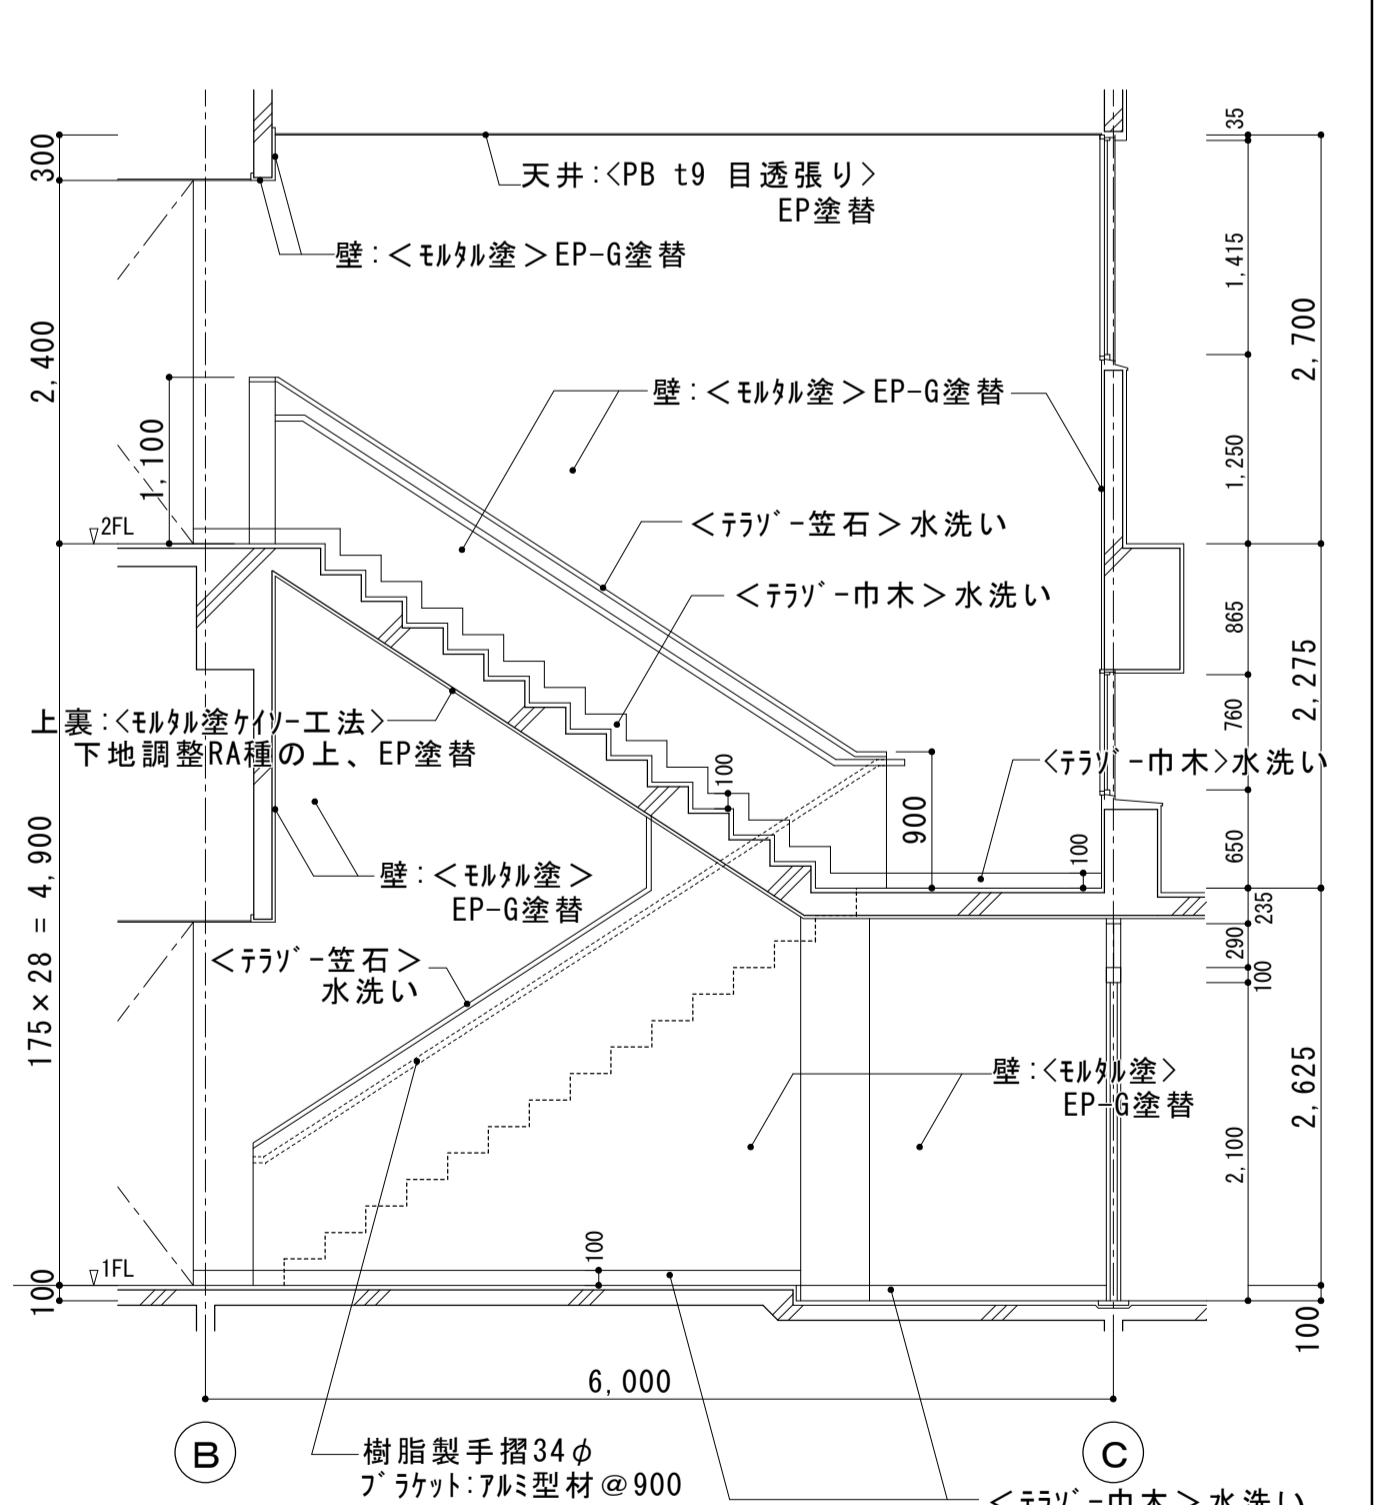 35
300
天井:<PB t9 目透張り>
EP塗替
壁:<ﾓﾙﾀﾙ塗>EP-G塗替
1,415
2,700
2,400
壁:<ﾓﾙﾀﾙ塗>EP-G塗替
1,100
1,250
2FL
<ﾃﾗｿﾞｰ笠石>水洗い
<ﾃﾗｿﾞｰ巾木>水洗い
865
2,275
上裏:<ﾓﾙﾀﾙ塗ｹｲｿｰ工法>
下地調整RA種の上、EP塗替
760
<ﾃﾗｿﾞｰ巾木>水洗い
100
900
100
650
175×28 = 4,900
壁:<ﾓﾙﾀﾙ塗>
EP-G塗替
235
290
100
<ﾃﾗｿﾞｰ笠石>
水洗い
壁:<ﾓﾙﾀﾙ塗>
EP-G塗替
2,625
2,100
100
1FL
100
100
6,000
B
C
樹脂製手摺34φ
ﾌﾞﾗｹｯﾄ:ｱﾙﾐ型材@900
<ﾃﾗｿﾞｰ巾木>水洗い